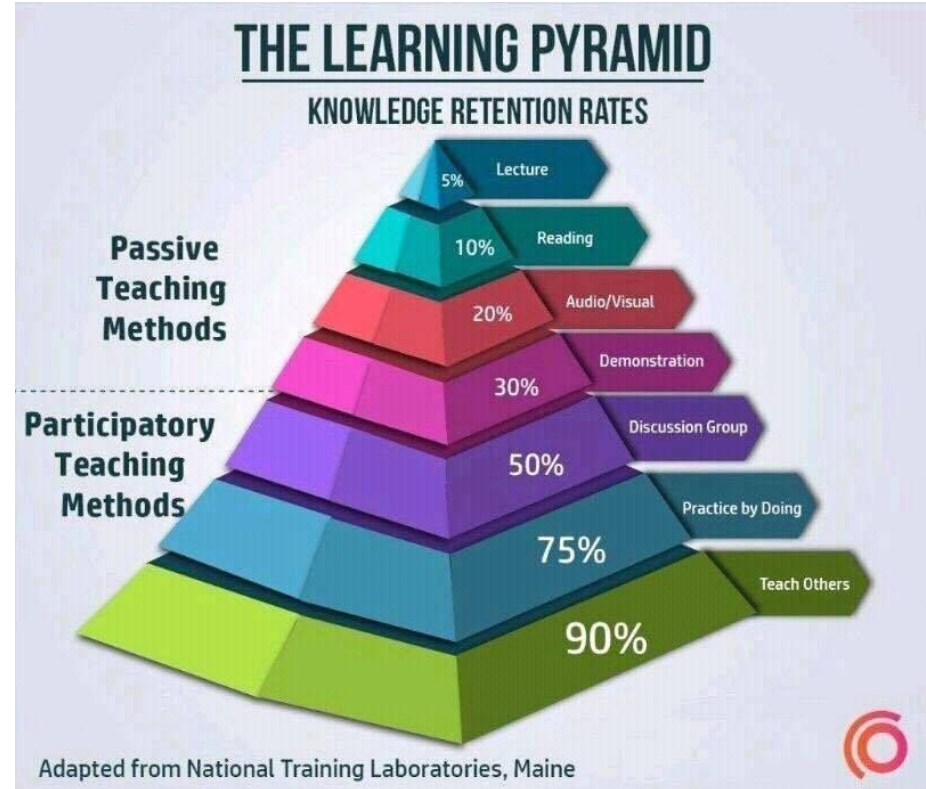 THE LEARNING PYRAMID
KNOWLEDGE RETENTION RATES
5% Lecture
10% Reading
Passive
Teaching
Methods
20% Audio/Visual
30% Demonstration
Participatory
Teaching
Methods
50% Discussion Group
75% Practice by Doing
90% Teach Others
Adapted from National Training Laboratories, Maine